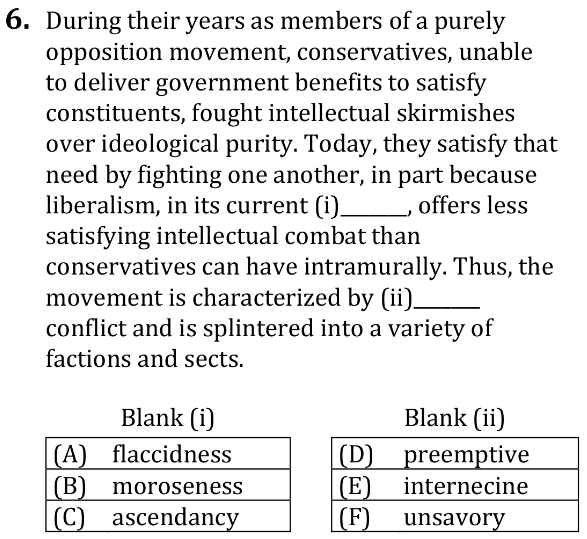 6. During their years as members of a purely
opposition movement, conservatives, unable
to deliver government benefits to satisfy
constituents, fought intellectual skirmishes
over ideological purity. Today, they satisfy that
need by fighting one another, in part because
liberalism, in its current (i)______, offers less
satisfying intellectual combat than
conservatives can have intramurally. Thus, the
movement is characterized by (ii)______
conflict and is splintered into a variety of
factions and sects.
Blank (i) Blank (ii)
(A) flaccidness (D) preemptive
(B) moroseness (E) internecine
(C) ascendancy (F) unsavory